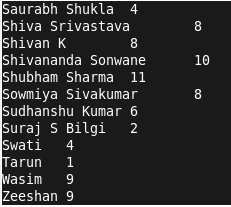 Saurabh Shukla 4
Shiva Srivastava 8
Shivan K 8
Shivananda Sonwane 10
Shubham Sharma 11
Sowmiya Sivakumar 8
Sudhanshu Kumar 6
Suraj S Bilgi 2
Swati 4
Tarun 1
Wasim 9
Zeeshan 9